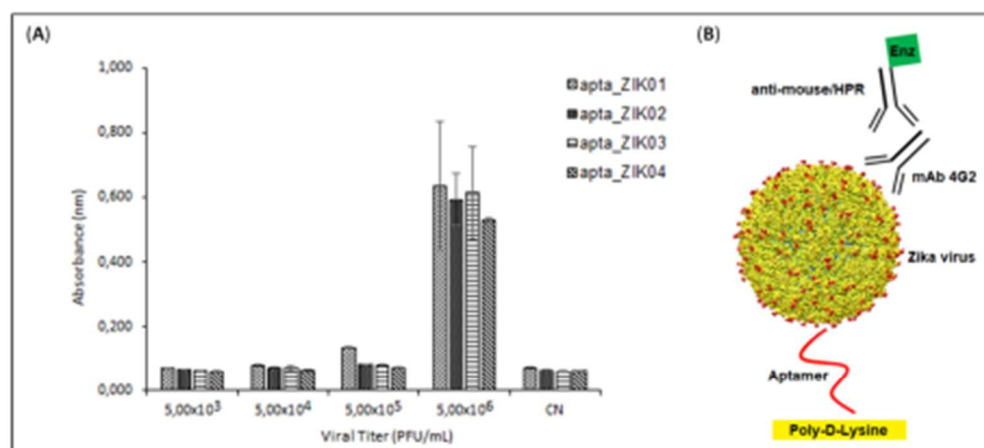 (A)
1,000
0,800
0,600
0,400
0,200
0,000
Absorbance (nm)
5,00x10³
5,00x10⁴
5,00x10⁵
5,00x10⁶
CN
Viral Titer (PFU/mL)
apta_ZIK01
apta_ZIK02
apta_ZIK03
apta_ZIK04
(B)
Enz
anti-mouse/HPR
mAb 4G2
Zika virus
Aptamer
Poly-D-Lysine